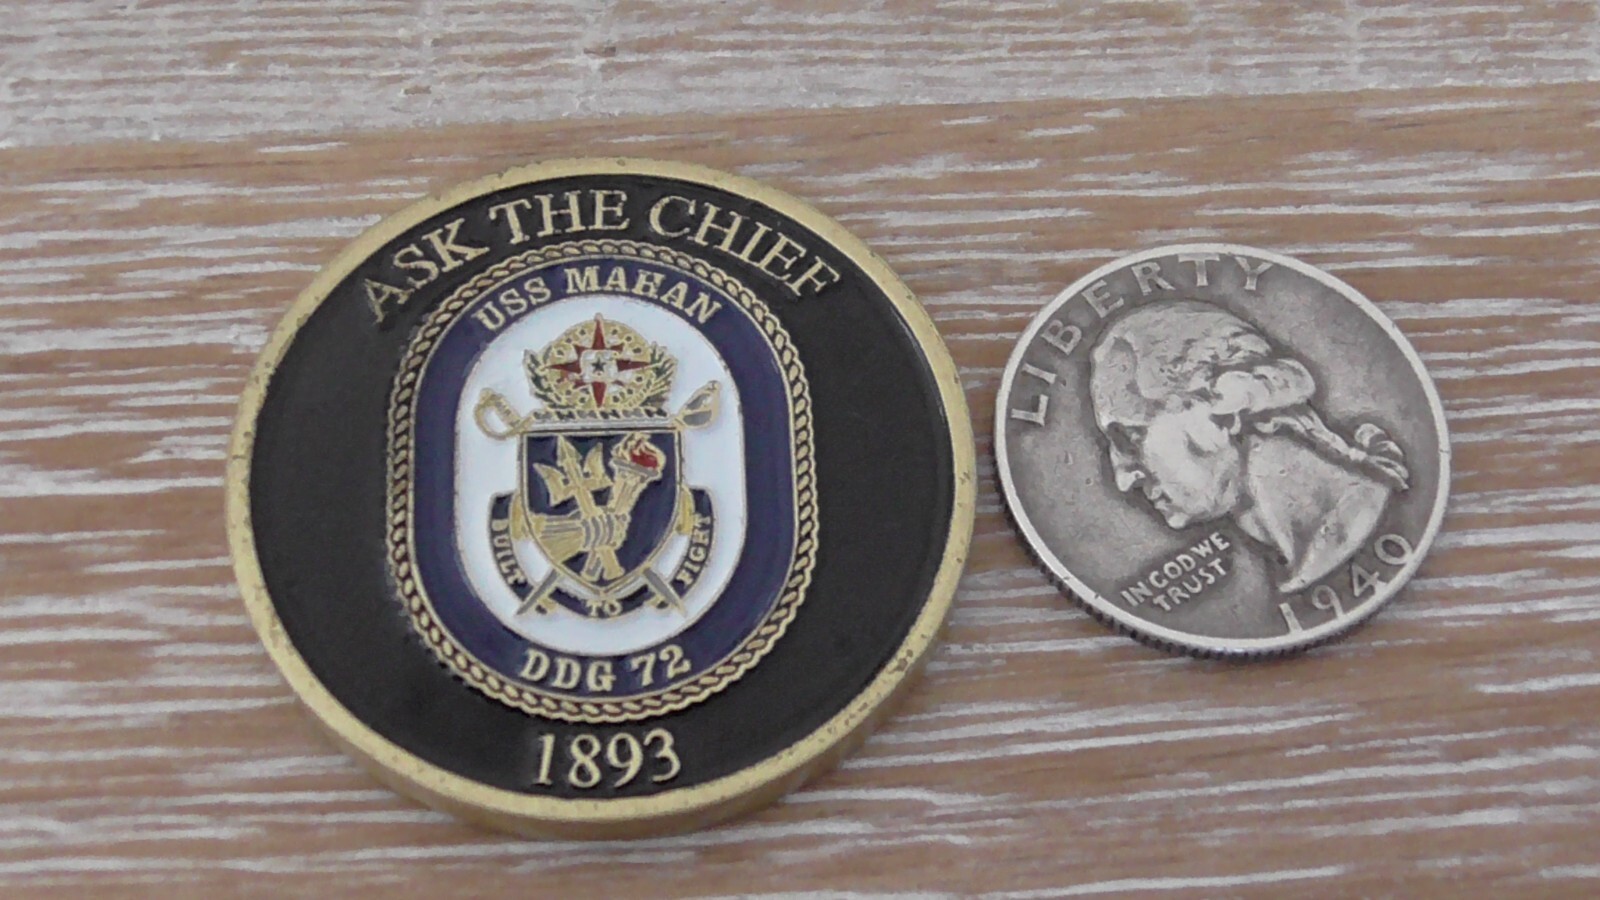 ASK THE CHIEF
USS MAHAN
BUILT TO FIGHT
DDG 72
1893
LIBERTY
IN GOD WE
TRUST
1940